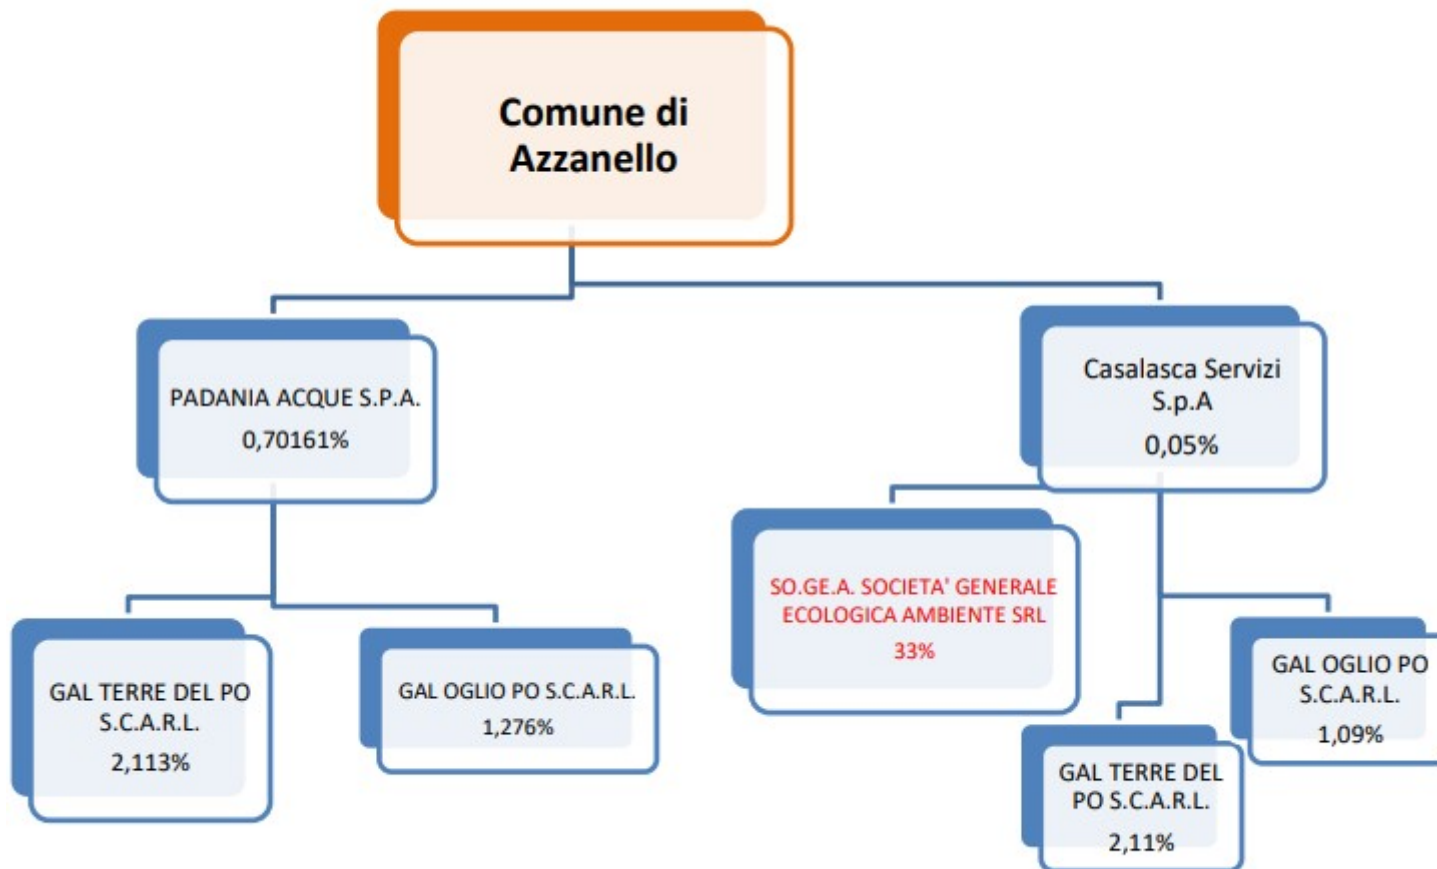 Comune di
Azzanello
PADANIA ACQUE S.P.A.
0,70161%
Casalasca Servizi
S.p.A
0,05%
GAL TERRE DEL PO
S.C.A.R.L.
2,113%
GAL OGLIO PO S.C.A.R.L.
1,276%
SO.GE.A. SOCIETA' GENERALE
ECOLOGICA AMBIENTE SRL
33%
GAL TERRE DEL
PO S.C.A.R.L.
2,11%
GAL OGLIO PO
S.C.A.R.L.
1,09%